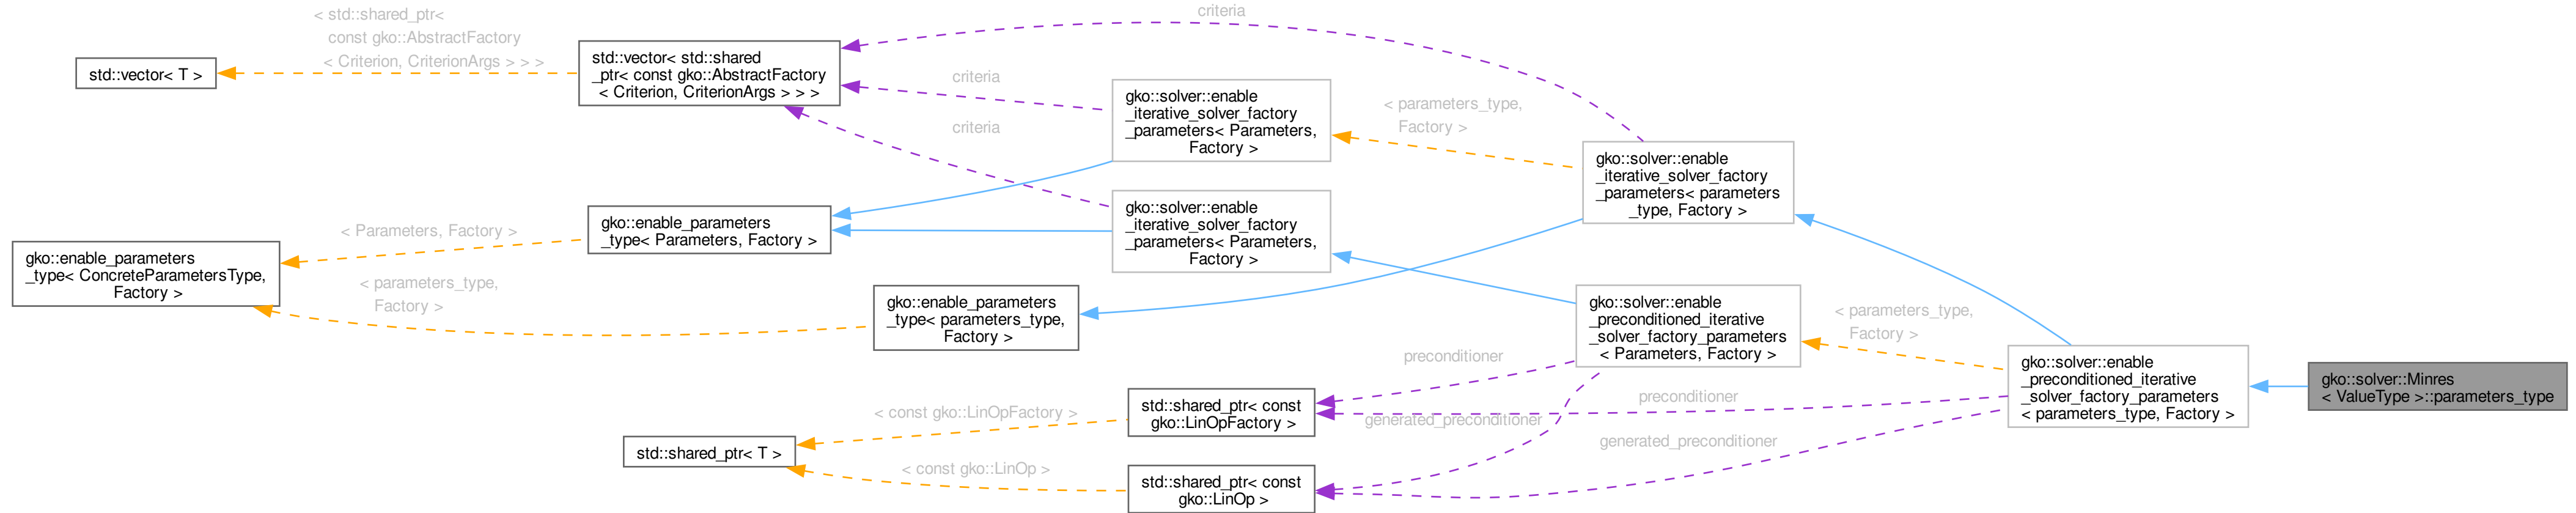 std::vector< T >
< std::shared_ptr<
const gko::AbstractFactory
< Criterion, CriterionArgs > > >
std::vector< std::shared
_ptr< const gko::AbstractFactory
< Criterion, CriterionArgs > > >
criteria
criteria
criteria
gko::solver::enable
_iterative_solver_factory
_parameters< Parameters,
Factory >
< parameters_type,
Factory >
gko::solver::enable
_iterative_solver_factory
_parameters< parameters
_type, Factory >
gko::enable_parameters
_type< ConcreteParametersType,
Factory >
< Parameters, Factory >
gko::enable_parameters
_type< Parameters, Factory >
gko::solver::enable
_iterative_solver_factory
_parameters< Parameters,
Factory >
< parameters_type,
Factory >
gko::enable_parameters
_type< parameters_type,
Factory >
gko::solver::enable
_preconditioned_iterative
_solver_factory_parameters
< Parameters, Factory >
< parameters_type,
Factory >
gko::solver::enable
_preconditioned_iterative
_solver_factory_parameters
< parameters_type, Factory >
gko::solver::Minres
< ValueType >::parameters_type
preconditioner
preconditioner
generated_preconditioner
generated_preconditioner
std::shared_ptr< const
gko::LinOpFactory >
< const gko::LinOpFactory >
std::shared_ptr< T >
< const gko::LinOp >
std::shared_ptr< const
gko::LinOp >